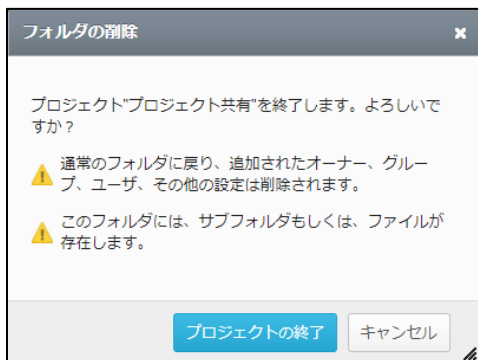 フォルダの削除
プロジェクト"プロジェクト共有"を終了します。よろしいで
すか？
通常のフォルダに戻り、追加されたオーナー、グルー
プ、ユーザ、その他の設定は削除されます。
このフォルダには、サブフォルダもしくは、ファイルが
存在します。
プロジェクトの終了
キャンセル